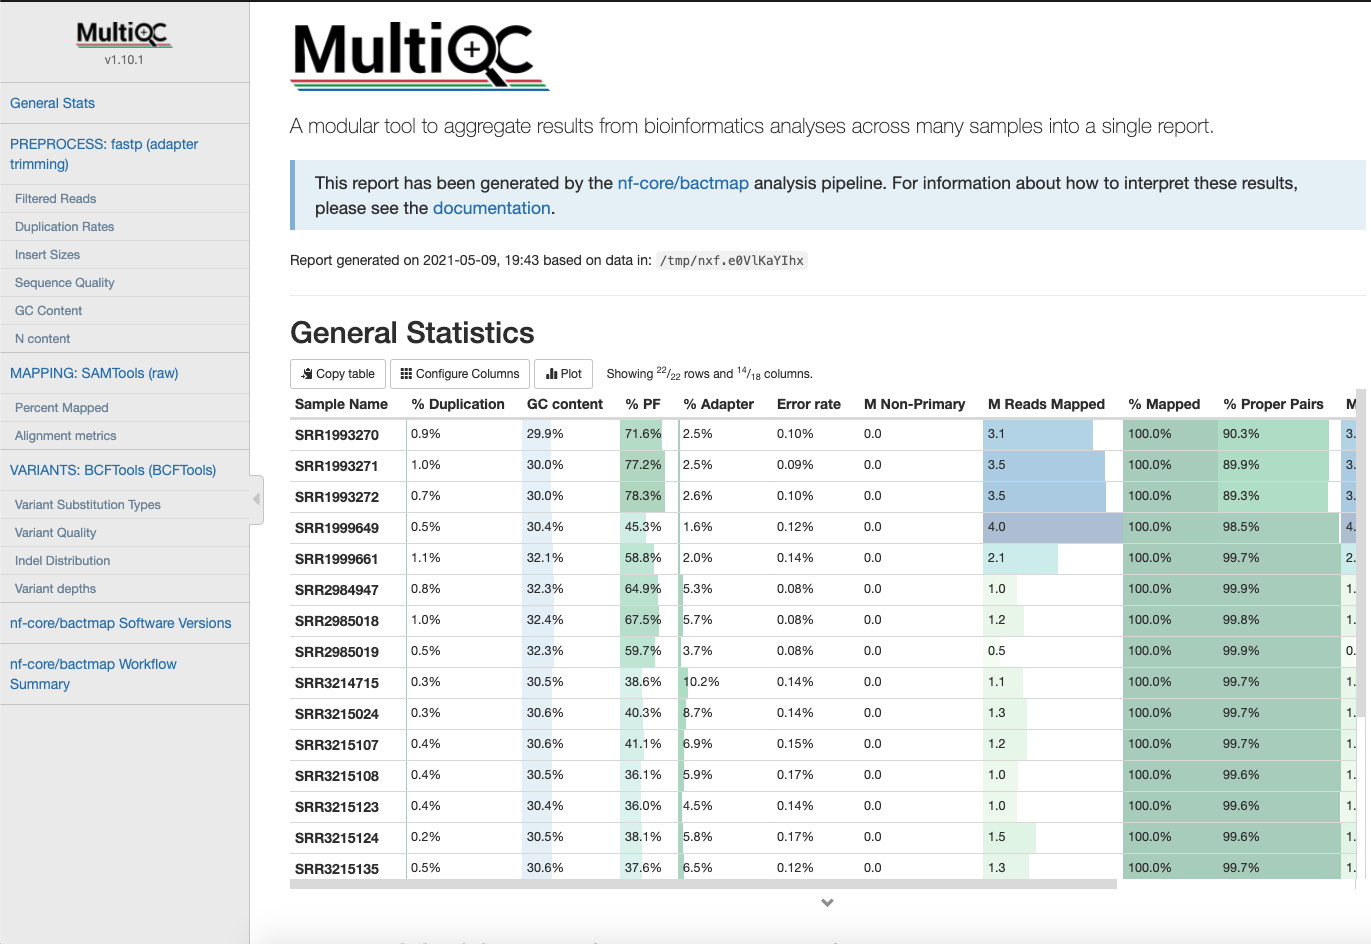 MultiQC
v1.10.1
General Stats
PREPROCESS: fastp (adapter
trimming)
Filtered Reads
Duplication Rates
Insert Sizes
Sequence Quality
GC Content
N content
MAPPING: SAMTools (raw)
Percent Mapped
Alignment metrics
VARIANTS: BCFTools (BCFTools)
Variant Substitution Types
Variant Quality
Indel Distribution
Variant depths
nf-core/bactmap Software Versions
nf-core/bactmap Workflow
Summary
MultiQC
A modular tool to aggregate results from bioinformatics analyses across many samples into a single report.
This report has been generated by the nf-core/bactmap analysis pipeline. For information about how to interpret these results,
please see the documentation.
Report generated on 2021-05-09, 19:43 based on data in: /tmp/nxf.e0VlKaYIhx
General Statistics
Copy table Configure Columns Plot Showing 22/22 rows and 14/18 columns.
Sample Name % Duplication GC content % PF % Adapter Error rate M Non-Primary M Reads Mapped % Mapped % Proper Pairs M
SRR1993270 0.9% 29.9% 71.6% 2.5% 0.10% 0.0 3.1 100.0% 90.3% 3.
SRR1993271 1.0% 30.0% 77.2% 2.5% 0.09% 0.0 3.5 100.0% 89.9% 3.
SRR1993272 0.7% 30.0% 78.3% 2.6% 0.10% 0.0 3.5 100.0% 89.3% 3.
SRR1999649 0.5% 30.4% 45.3% 1.6% 0.12% 0.0 4.0 100.0% 98.5% 4.
SRR1999661 1.1% 32.1% 58.8% 2.0% 0.14% 0.0 2.1 100.0% 99.7% 2.
SRR2984947 0.8% 32.3% 64.9% 5.3% 0.08% 0.0 1.0 100.0% 99.9% 1.
SRR2985018 1.0% 32.4% 67.5% 5.7% 0.08% 0.0 1.2 100.0% 99.8% 1.
SRR2985019 0.5% 32.3% 59.7% 3.7% 0.08% 0.0 0.5 100.0% 99.9% 0.
SRR3214715 0.3% 30.5% 38.6% 10.2% 0.14% 0.0 1.1 100.0% 99.7% 1.
SRR3215024 0.3% 30.6% 40.3% 8.7% 0.14% 0.0 1.3 100.0% 99.7% 1.
SRR3215107 0.4% 30.6% 41.1% 6.9% 0.15% 0.0 1.2 100.0% 99.7% 1.
SRR3215108 0.4% 30.5% 36.1% 5.9% 0.17% 0.0 1.0 100.0% 99.6% 1.
SRR3215123 0.4% 30.4% 36.0% 4.5% 0.14% 0.0 1.0 100.0% 99.6% 1.
SRR3215124 0.2% 30.5% 38.1% 5.8% 0.17% 0.0 1.5 100.0% 99.6% 1.
SRR3215135 0.5% 30.6% 37.6% 6.5% 0.12% 0.0 1.3 100.0% 99.7% 1.